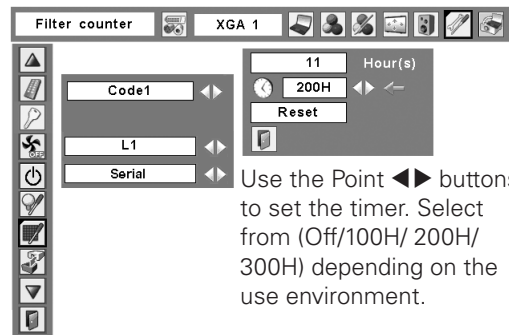 Filter counter
XGA 1
11 Hour(s)
Code1
200H
Reset
L1
Serial
OFF
Use the Point ◀▶ buttons
to set the timer. Select
from (Off/100H/ 200H/
300H) depending on the
use environment.